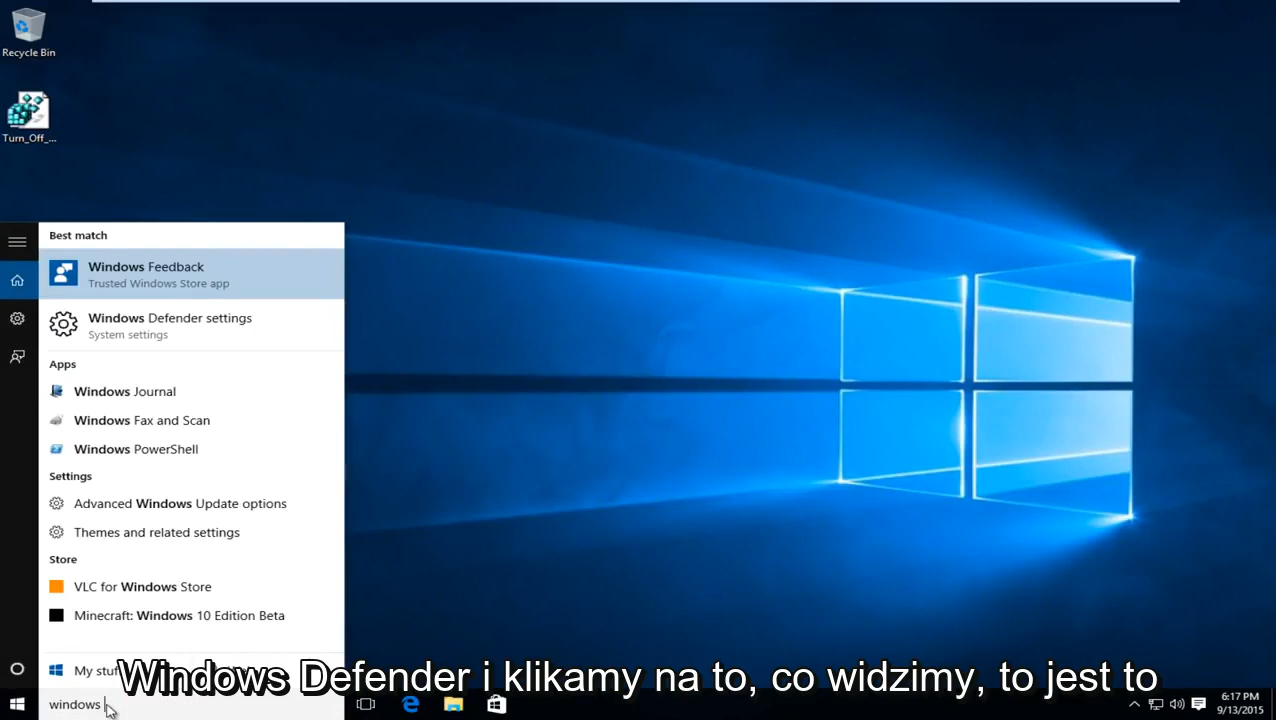 Recycle Bin
Turn_Off_...
Best match
Windows Feedback
Trusted Windows Store app
Windows Defender settings
System settings
Apps
Windows Journal
Windows Fax and Scan
Windows PowerShell
Settings
Advanced Windows Update options
Themes and related settings
Store
VLC for Windows Store
Minecraft: Windows 10 Edition Beta
My stuff
Windows Defender i klikamy na to, co widzimy, to jest to
windows
6:17 PM
9/13/2015